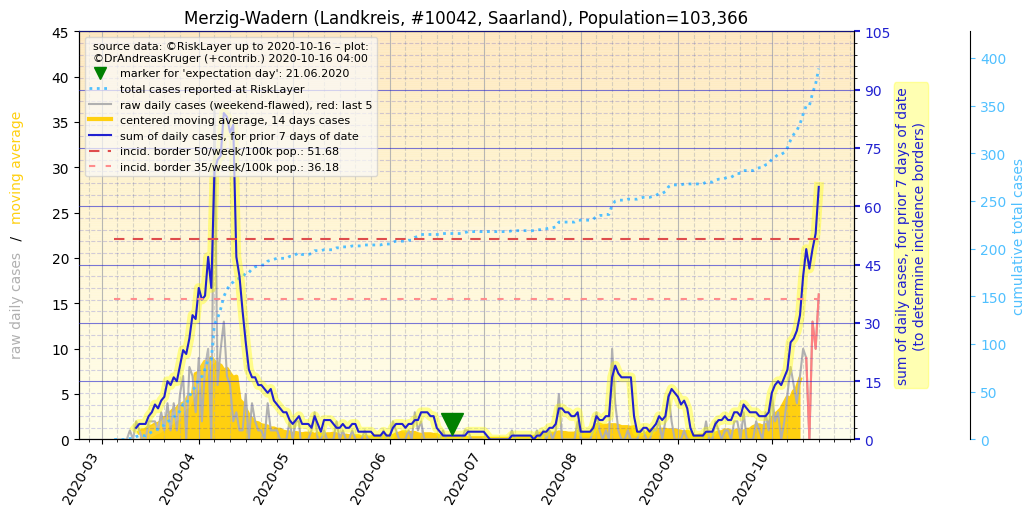 Merzig-Wadern (Landkreis, #10042, Saarland), Population=103,366
source data: ©RiskLayer up to 2020-10-16 – plot:
©DrAndreasKruger (+contrib.) 2020-10-16 04:00
marker for 'expectation day': 21.06.2020
total cases reported at RiskLayer
raw daily cases (weekend-flawed), red: last 5
centered moving average, 14 days cases
sum of daily cases, for prior 7 days of date
incid. border 50/week/100k pop.: 51.68
incid. border 35/week/100k pop.: 36.18
raw daily cases / moving average
45
40
35
30
25
20
15
10
5
0
2020-03
2020-04
2020-05
2020-06
2020-07
2020-08
2020-09
2020-10
105
90
75
60
45
30
15
0
sum of daily cases, for prior 7 days of date
(to determine incidence borders)
400
350
300
250
200
150
100
50
0
cumulative total cases